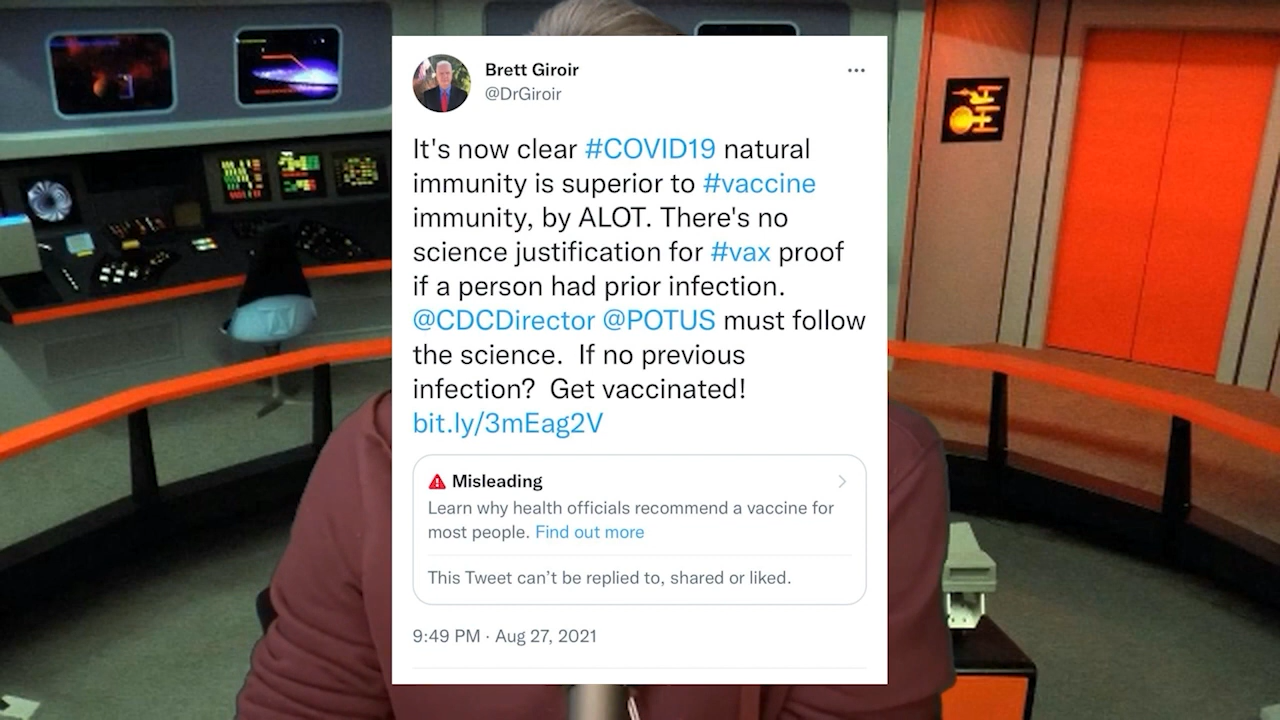 Brett Giroir
@DrGiroir
It's now clear #COVID19 natural
immunity is superior to #vaccine
immunity, by ALOT. There's no
science justification for #vax proof
if a person had prior infection.
@CDCDirector @POTUS must follow
the science.  If no previous
infection?  Get vaccinated!
bit.ly/3mEag2V
Misleading
Learn why health officials recommend a vaccine for
most people. Find out more
This Tweet can’t be replied to, shared or liked.
9:49 PM · Aug 27, 2021